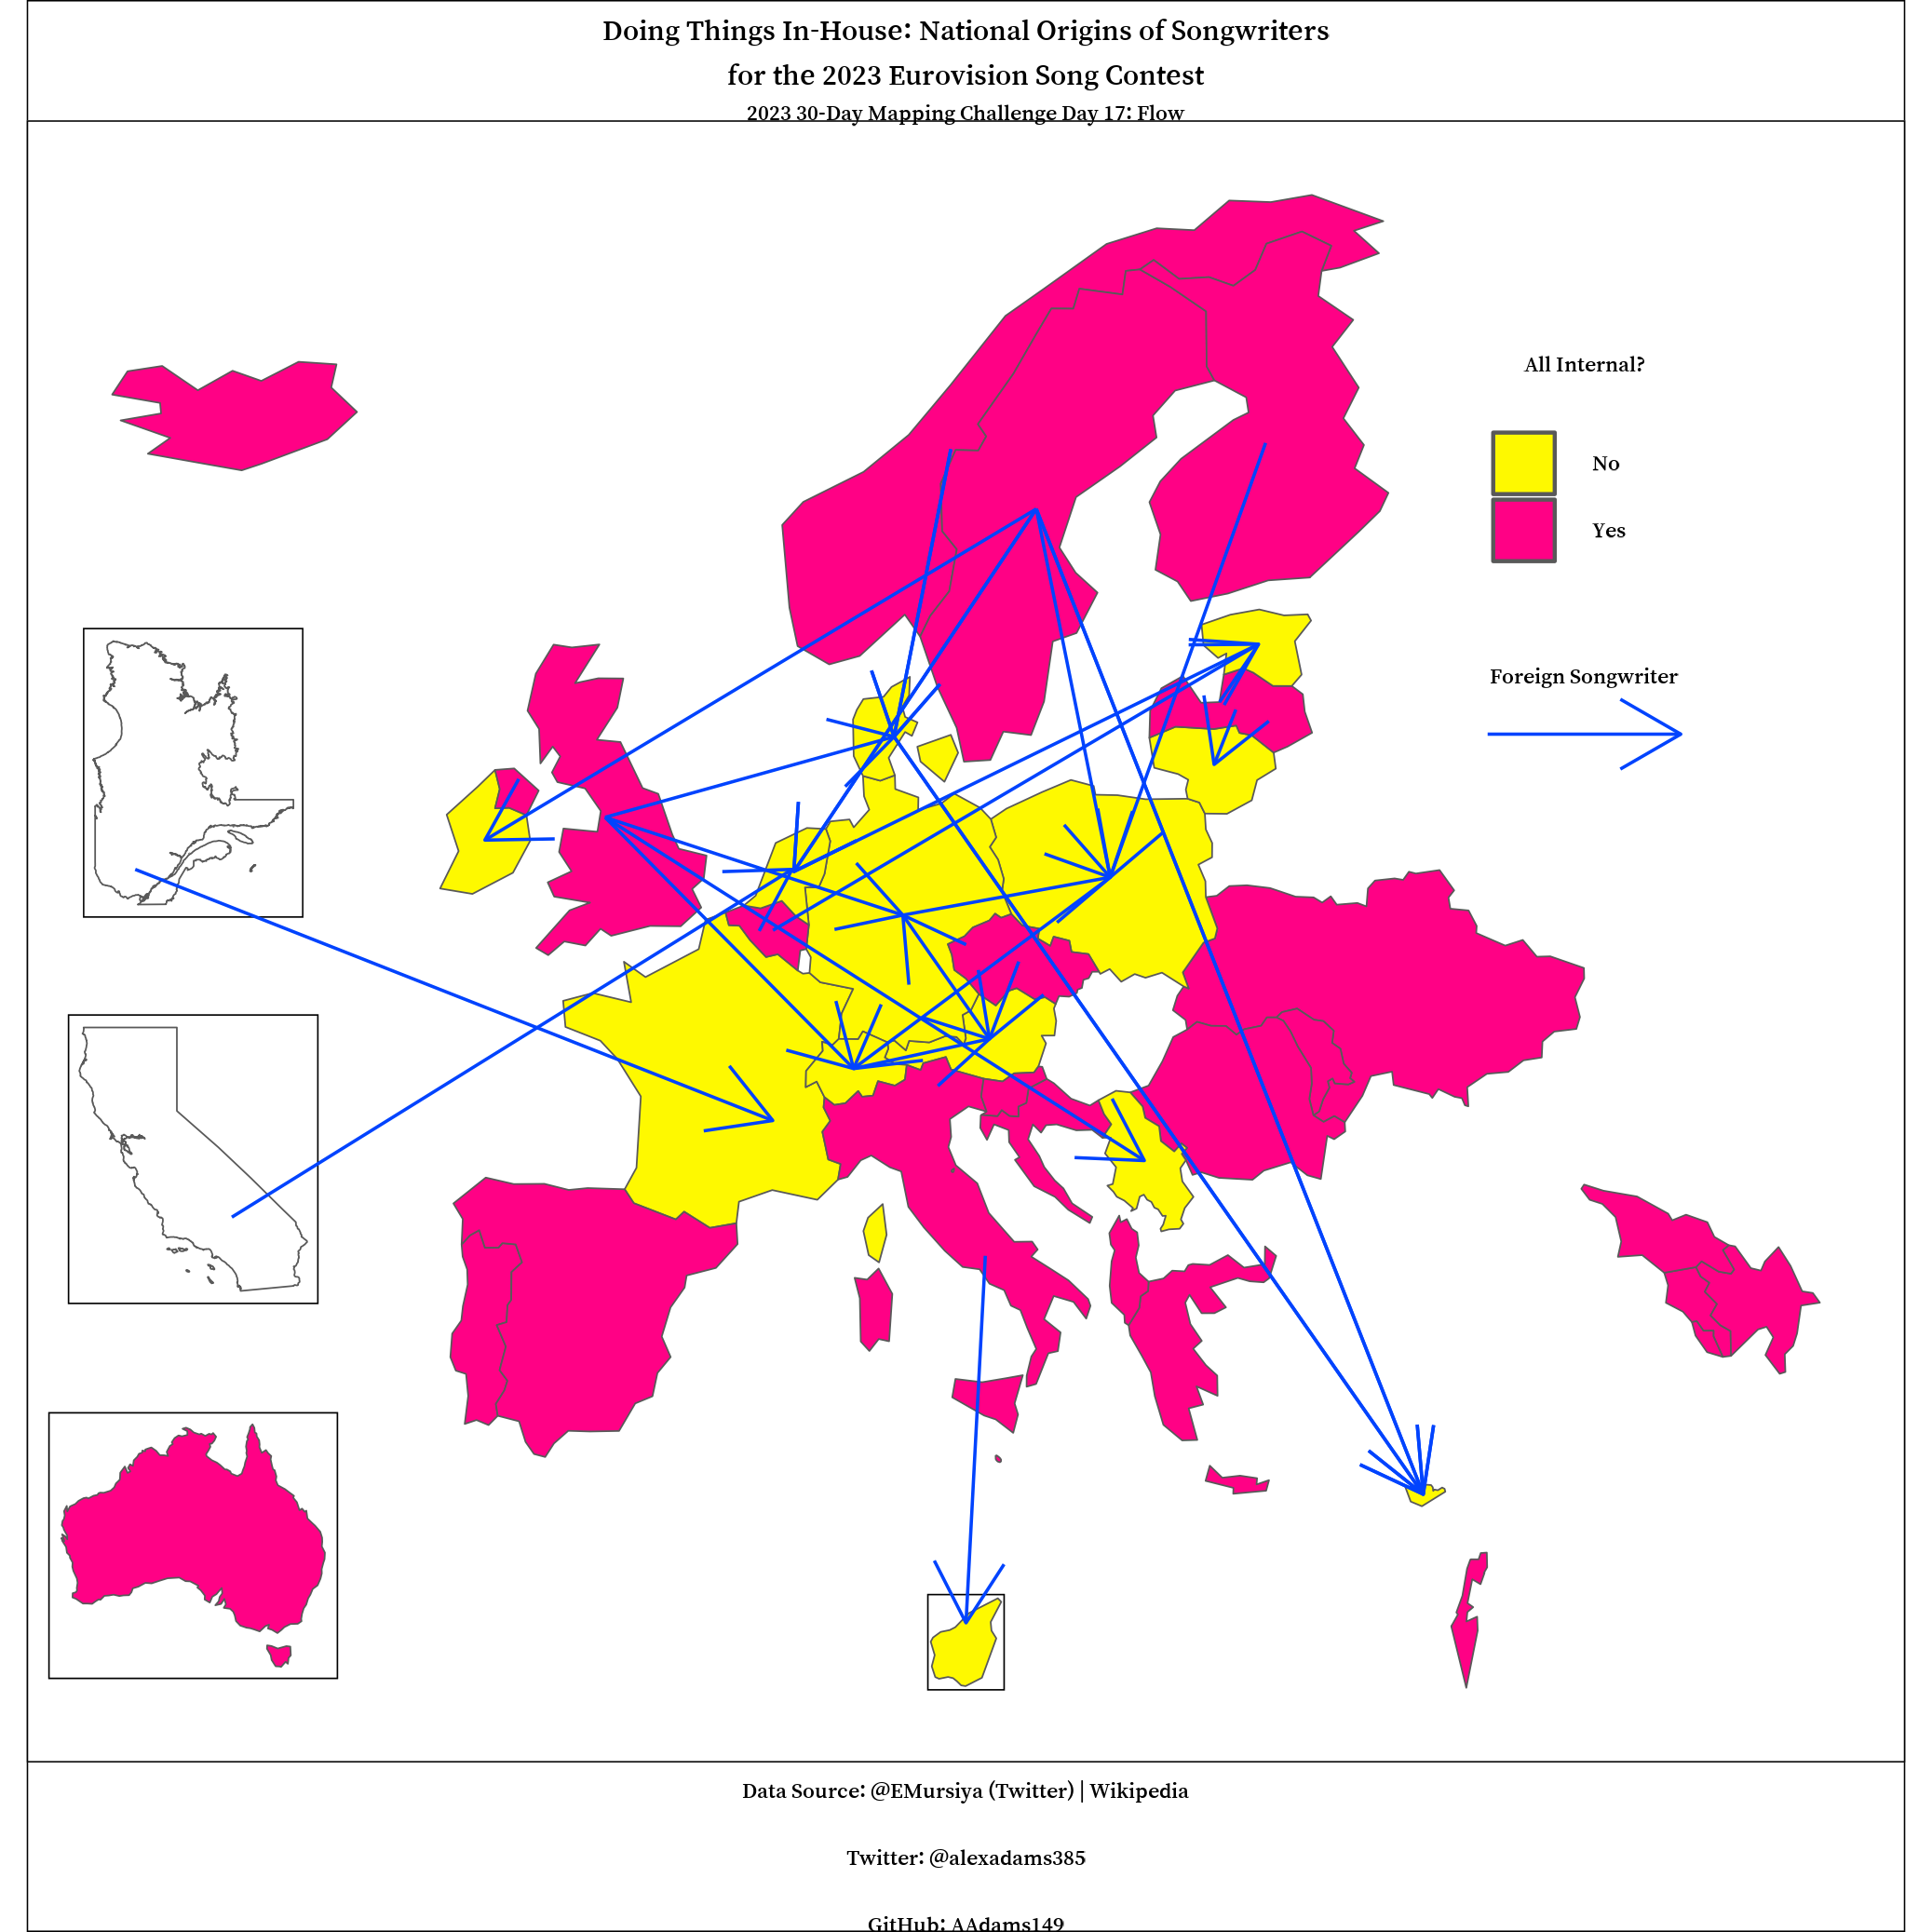 Doing Things In-House: National Origins of Songwriters
for the 2023 Eurovision Song Contest
2023 30-Day Mapping Challenge Day 17: Flow
All Internal?
No
Yes
Foreign Songwriter
Data Source: @EMursiya (Twitter) | Wikipedia
Twitter: @alexadams385
GitHub: AAdams149